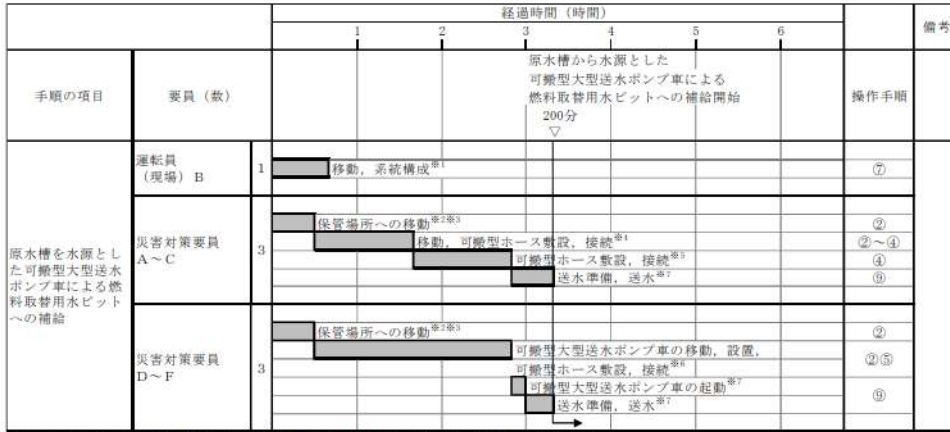 経過時間（時間）
備考
1 2 3 4 5 6
手順の項目
要員（数）
原水槽から水源とした
可搬型大型送水ポンプ車による
燃料取替用水ピットへの補給開始
200分
▽
操作手順
原水槽を水源とし
た可搬型大型送水
ポンプ車による燃
料取替用水ピット
への補給
運転員
（現場）B
1
移動，系統構成※1
⑦
災害対策要員
A～C
3
保管場所への移動※2※3
②
移動，可搬型ホース敷設，接続※4
②～④
可搬型ホース敷設，接続※5
④
送水準備，送水※7
⑨
災害対策要員
D～F
3
保管場所への移動※2※3
②
可搬型大型送水ポンプ車の移動，設置，
可搬型ホース敷設，接続※6
②⑤
可搬型大型送水ポンプ車の起動※7
送水準備，送水※7
⑨